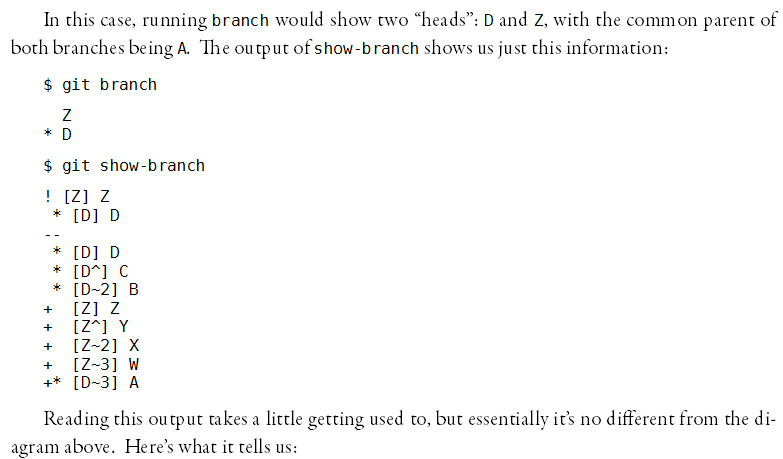 In this case, running branch would show two “heads”: D and Z, with the common parent of
both branches being A. The output of show-branch shows us just this information:
$ git branch
  Z
* D
$ git show-branch
! [Z] Z
 * [D] D
--
 * [D] D
 * [D^] C
 * [D~2] B
+  [Z] Z
+  [Z^] Y
+  [Z~2] X
+  [Z~3] W
+* [D~3] A
Reading this output takes a little getting used to, but essentially it’s no different from the di-
agram above. Here’s what it tells us: